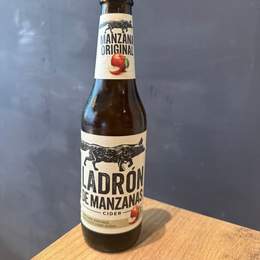 MANZANA
ORIGINAL
LADRÓN
DE MANZANAS
CIDER